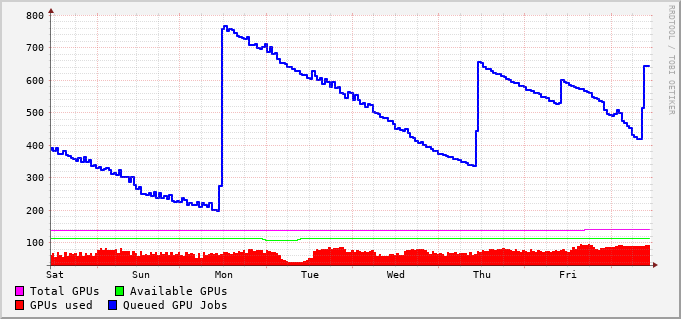 800
700
600
500
400
300
200
100
Sat Sun Mon Tue Wed Thu Fri
Total GPUs Available GPUs
GPUs used Queued GPU Jobs
RRDTOOL / TOBI OETIKER